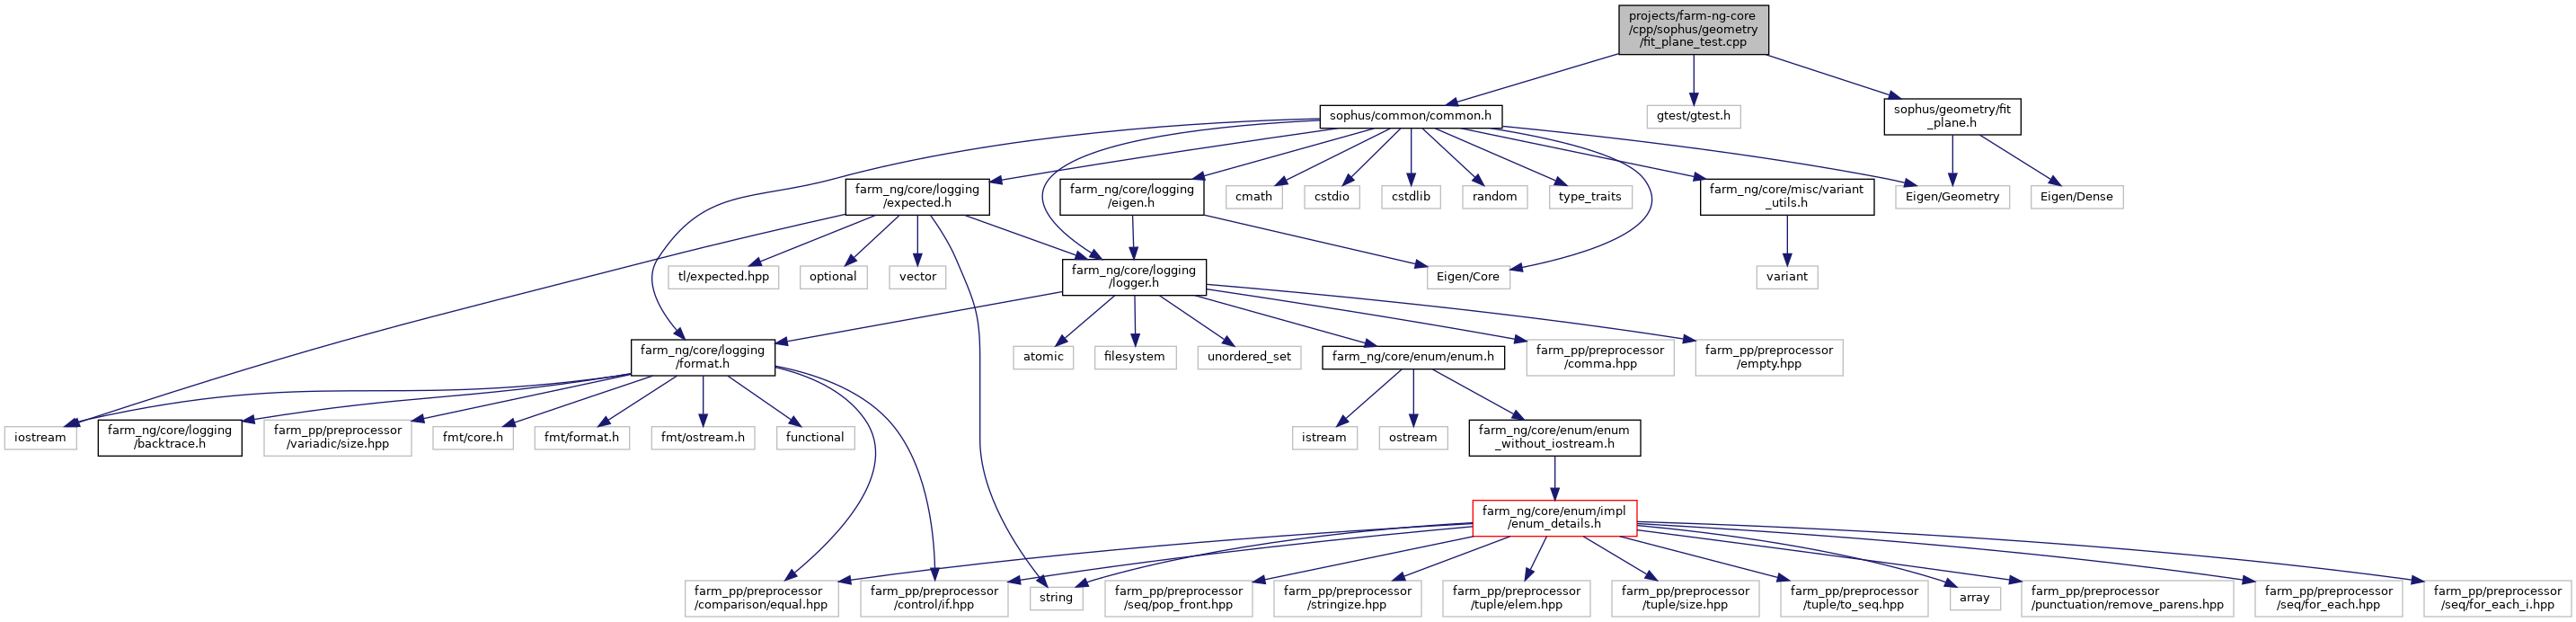 projects/farm-ng-core
/cpp/sophus/geometry
/fit_plane_test.cpp
sophus/common/common.h
gtest/gtest.h
sophus/geometry/fit
_plane.h
farm_ng/core/logging
/expected.h
farm_ng/core/logging
/eigen.h
cmath
cstdio
cstdlib
random
type_traits
farm_ng/core/misc/variant
_utils.h
Eigen/Geometry
Eigen/Dense
tl/expected.hpp
optional
vector
farm_ng/core/logging
/logger.h
Eigen/Core
variant
farm_ng/core/logging
/format.h
atomic
filesystem
unordered_set
farm_ng/core/enum/enum.h
farm_pp/preprocessor
/comma.hpp
farm_pp/preprocessor
/empty.hpp
iostream
farm_ng/core/logging
/backtrace.h
farm_pp/preprocessor
/variadic/size.hpp
fmt/core.h
fmt/format.h
fmt/ostream.h
functional
istream
ostream
farm_ng/core/enum/enum
_without_iostream.h
farm_ng/core/enum/impl
/enum_details.h
farm_pp/preprocessor
/comparison/equal.hpp
farm_pp/preprocessor
/control/if.hpp
string
farm_pp/preprocessor
/seq/pop_front.hpp
farm_pp/preprocessor
/stringize.hpp
farm_pp/preprocessor
/tuple/elem.hpp
farm_pp/preprocessor
/tuple/size.hpp
farm_pp/preprocessor
/tuple/to_seq.hpp
array
farm_pp/preprocessor
/punctuation/remove_parens.hpp
farm_pp/preprocessor
/seq/for_each.hpp
farm_pp/preprocessor
/seq/for_each_i.hpp